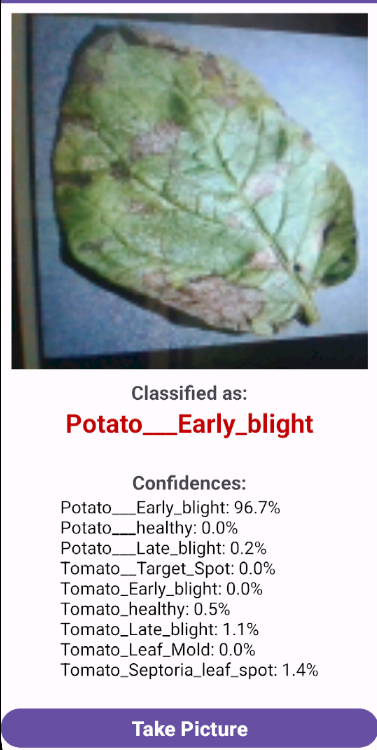 Classified as:
Potato___Early_blight
Confidences:
Potato___Early_blight: 96.7%
Potato___healthy: 0.0%
Potato___Late_blight: 0.2%
Tomato__Target_Spot: 0.0%
Tomato_Early_blight: 0.0%
Tomato_healthy: 0.5%
Tomato_Late_blight: 1.1%
Tomato_Leaf_Mold: 0.0%
Tomato_Septoria_leaf_spot: 1.4%
Take Picture